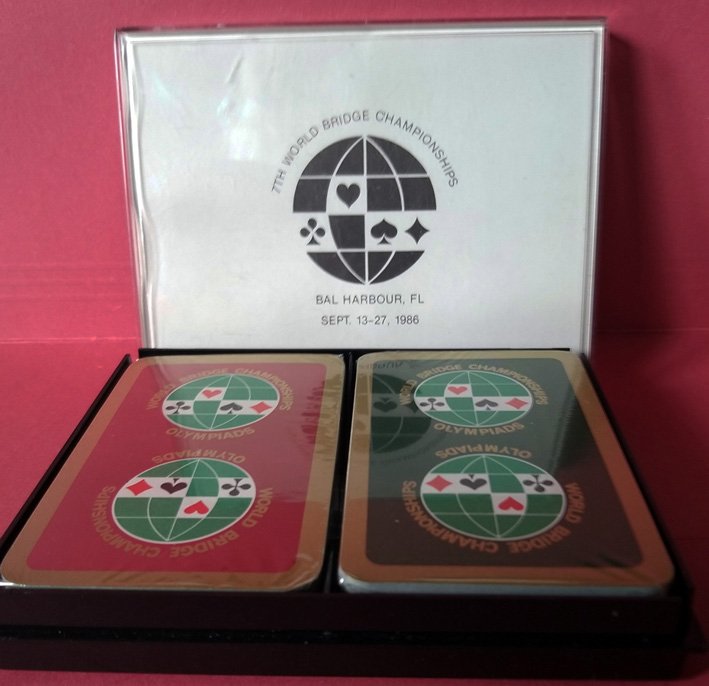 7TH WORLD BRIDGE CHAMPIONSHIPS
BAL HARBOUR, FL
SEPT. 13-27, 1986
WORLD BRIDGE CHAMPIONSHIPS
OLYMPIADS
OLYMPIADS
WORLD BRIDGE CHAMPIONSHIPS
WORLD BRIDGE CHAMPIONSHIPS
OLYMPIADS
OLYMPIADS
WORLD BRIDGE CHAMPIONSHIPS